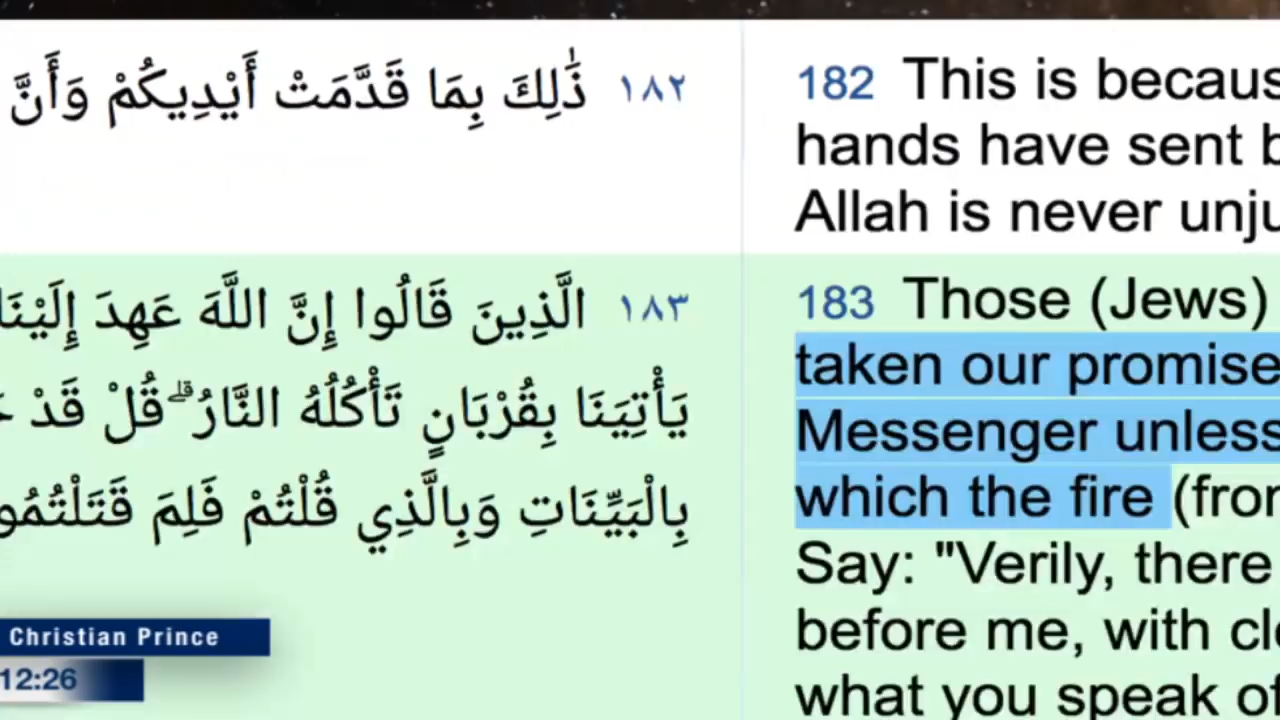 ١٨٢ ذَٰلِكَ بِمَا قَدَّمَتْ أَيْدِيكُمْ وَأَنَّ
182 This is becaus
hands have sent b
Allah is never unju
١٨٣ الَّذِينَ قَالُوا إِنَّ اللَّهَ عَهِدَ إِلَيْنَا
يَأْتِيَنَا بِقُرْبَانٍ تَأْكُلُهُ النَّارُ ۗ قُلْ قَدْ
بِالْبَيِّنَاتِ وَبِالَّذِي قُلْتُمْ فَلِمَ قَتَلْتُمُو
183 Those (Jews)
taken our promise
Messenger unless
which the fire (fror
Say: "Verily, there
before me, with cle
what you speak of
Christian Prince
12:26